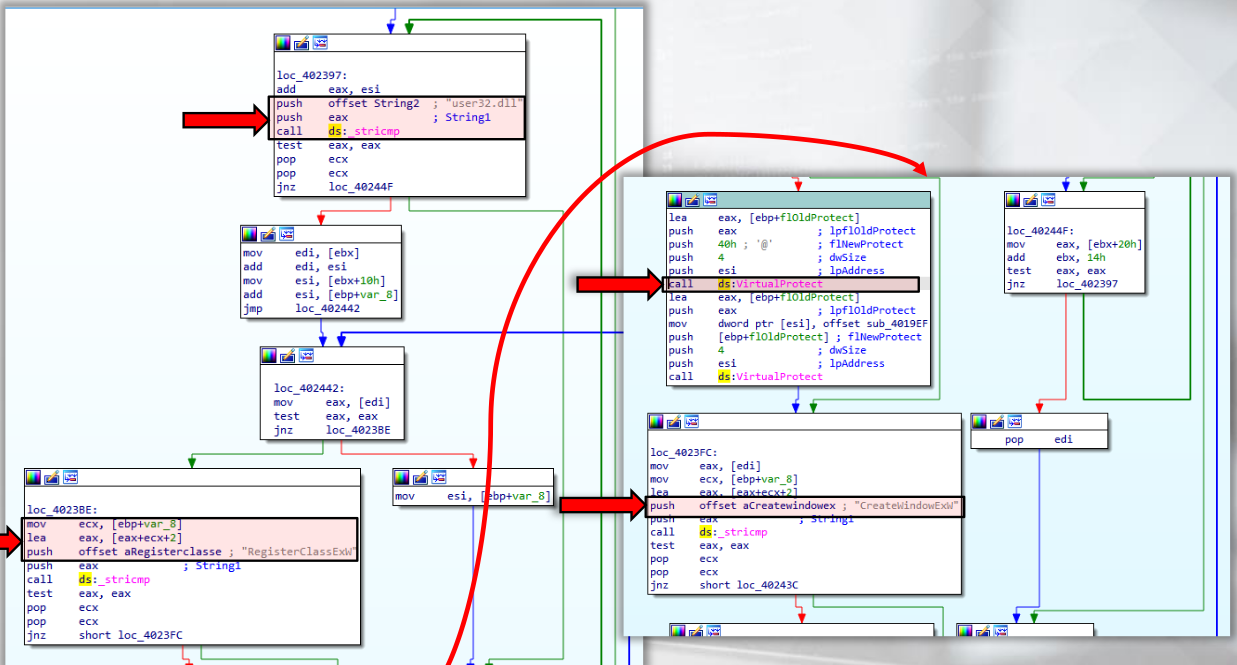 loc_402397:
add eax, esi
push offset String2 ; "user32.dll"
push eax ; String1
call ds:_stricmp
test eax, eax
pop ecx
pop ecx
jnz loc_40244F
mov edi, [ebx]
add edi, esi
mov esi, [ebx+10h]
add esi, [ebp+var_8]
jmp loc_402442
loc_402442:
mov eax, [edi]
test eax, eax
jnz loc_4023BE
loc_4023BE:
mov ecx, [ebp+var_8]
lea eax, [eax+ecx+2]
push offset aRegisterclasse ; "RegisterClassExW"
push eax ; String1
call ds:_stricmp
test eax, eax
pop ecx
pop ecx
jnz short loc_4023FC
mov esi, [ebp+var_8]
lea eax, [ebp+flOldProtect]
push eax ; lpflOldProtect
push 40h ; '@' ; flNewProtect
push 4 ; dwSize
push esi ; lpAddress
call ds:VirtualProtect
lea eax, [ebp+flOldProtect]
push eax ; lpflOldProtect
mov dword ptr [esi], offset sub_4019EF
push [ebp+flOldProtect] ; flNewProtect
push 4 ; dwSize
push esi ; lpAddress
call ds:VirtualProtect
loc_40244F:
mov eax, [ebx+20h]
add ebx, 14h
test eax, eax
jnz loc_402397
pop edi
loc_4023FC:
mov eax, [edi]
mov ecx, [ebp+var_8]
lea eax, [eax+ecx+2]
push offset aCreatewindowex ; "CreateWindowExW"
push eax ; String1
call ds:_stricmp
test eax, eax
pop ecx
pop ecx
jnz short loc_40243C